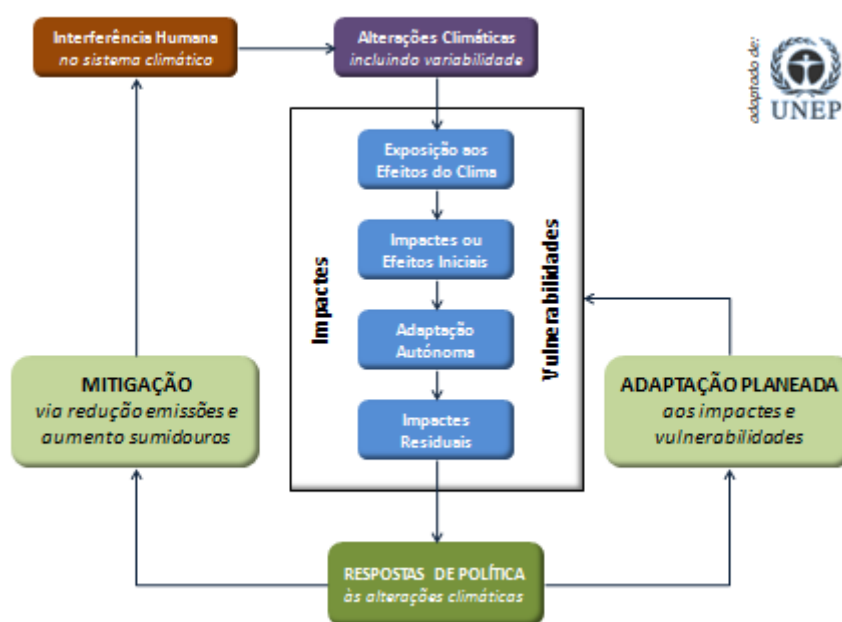 Interferência Humana
no sistema climático
Alterações Climáticas
incluindo variabilidade
adaptado de:
UNEP
Exposição aos
Efeitos do Clima
Impactes ou
Efeitos Iniciais
Adaptação
Autónoma
Impactes
Residuais
Impactes
Vulnerabilidades
MITIGAÇÃO
via redução emissões e
aumento sumidouros
ADAPTAÇÃO PLANEADA
aos impactes e
vulnerabilidades
RESPOSTAS DE POLÍTICA
às alterações climáticas